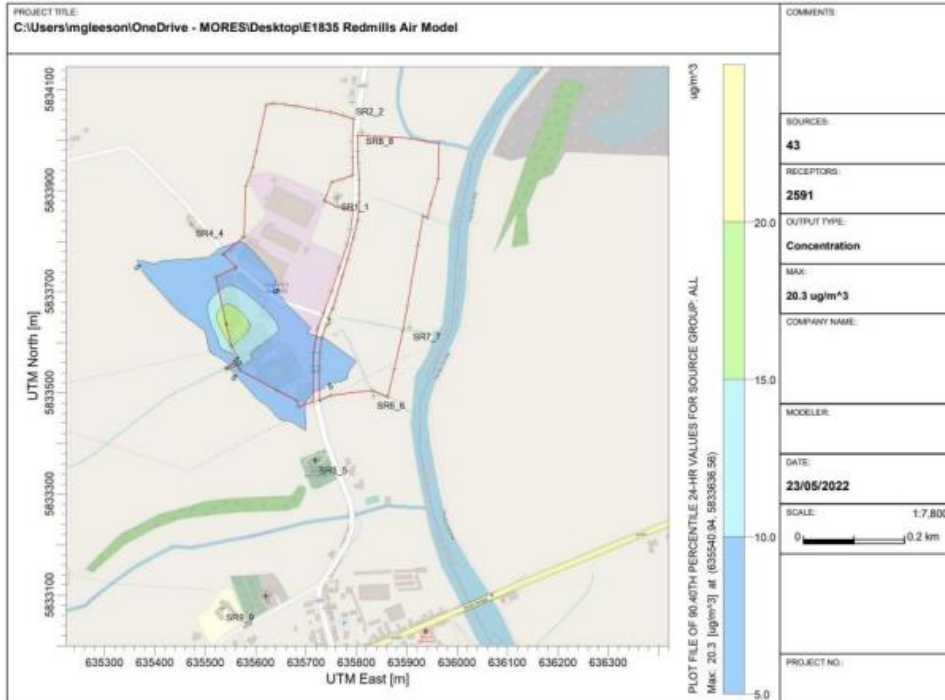 PROJECT TITLE:
C:\Users\mgleeson\OneDrive - MORES\Desktop\E1835 Redmills Air Model
COMMENTS:
SOURCES:
43
RECEPTORS:
2591
OUTPUT TYPE:
Concentration
MAX:
20.3 ug/m^3
COMPANY NAME:
MODELER:
DATE:
23/05/2022
SCALE: 1:7,800
0 0.2 km
PROJECT NO.:
UTM North [m]
5834100
5833900
5833700
5833500
5833300
5833100
SR2_2
SR8_8
SR1_1
SR4_4
SR7_7
SR6_6
SR5_5
SR9_9
635300 635400 635500 635600 635700 635800 635900 636000 636100 636200 636300
UTM East [m]
PLOT FILE OF 90.40TH PERCENTILE 24-HR VALUES FOR SOURCE GROUP: ALL
Max: 20.3 [ug/m^3] at (635540.94, 5833636.56)
ug/m^3
20.0
15.0
10.0
5.0